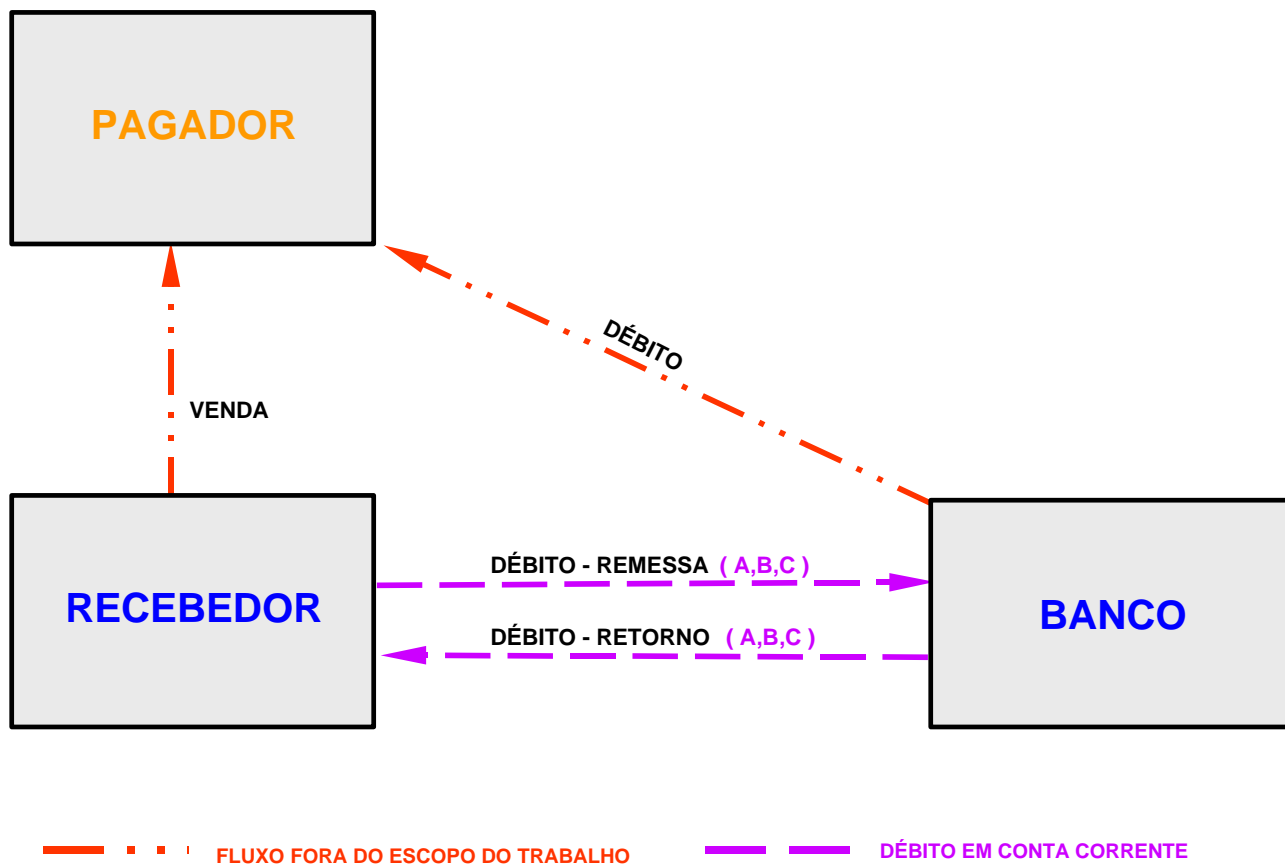 PAGADOR
DÉBITO
VENDA
DÉBITO - REMESSA ( A,B,C )
RECEBEDOR
BANCO
DÉBITO - RETORNO ( A,B,C )
FLUXO FORA DO ESCOPO DO TRABALHO
DÉBITO EM CONTA CORRENTE